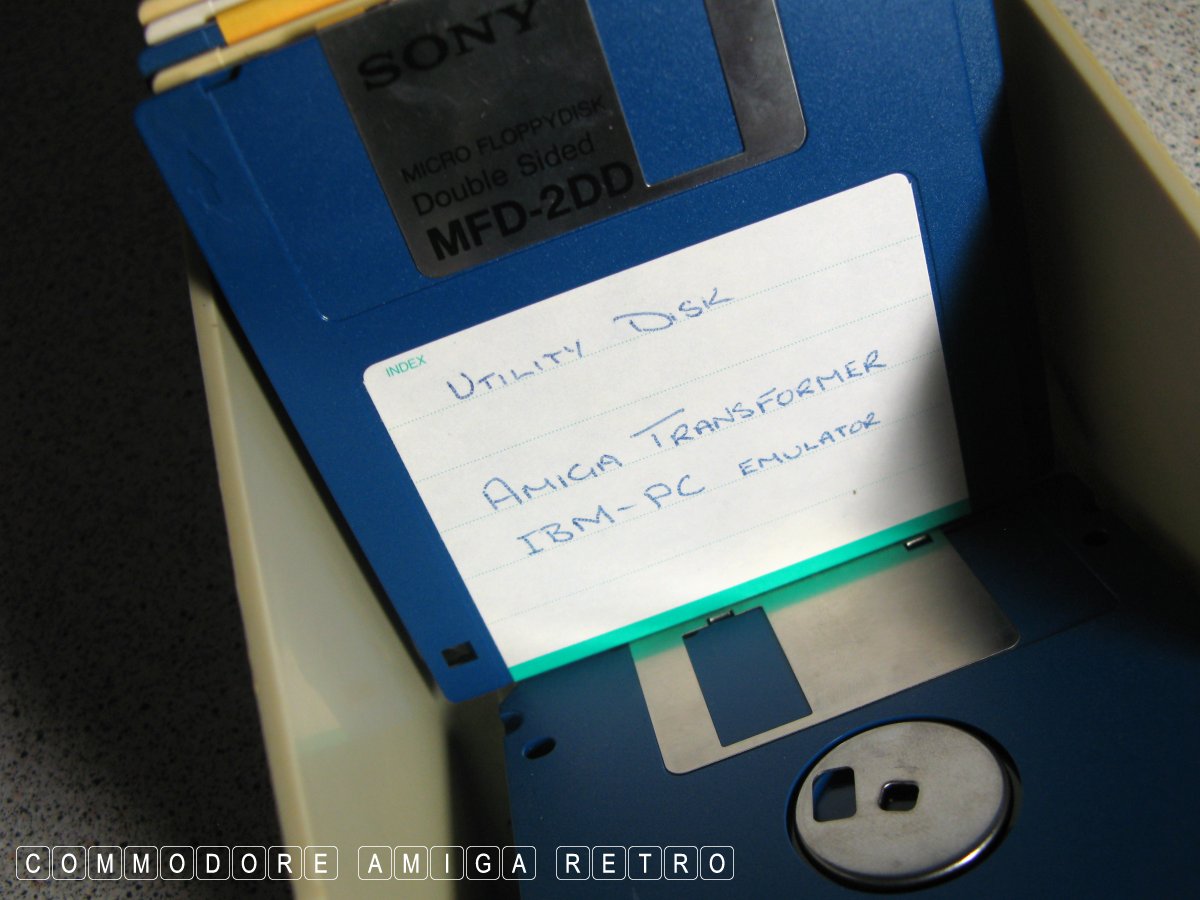 SONY
MICRO FLOPPYDISK
Double Sided
MFD-2DD
INDEX
UTILITY DISK
AMIGA TRANSFORMER
IBM-PC EMULATOR
COMMODORE AMIGA RETRO